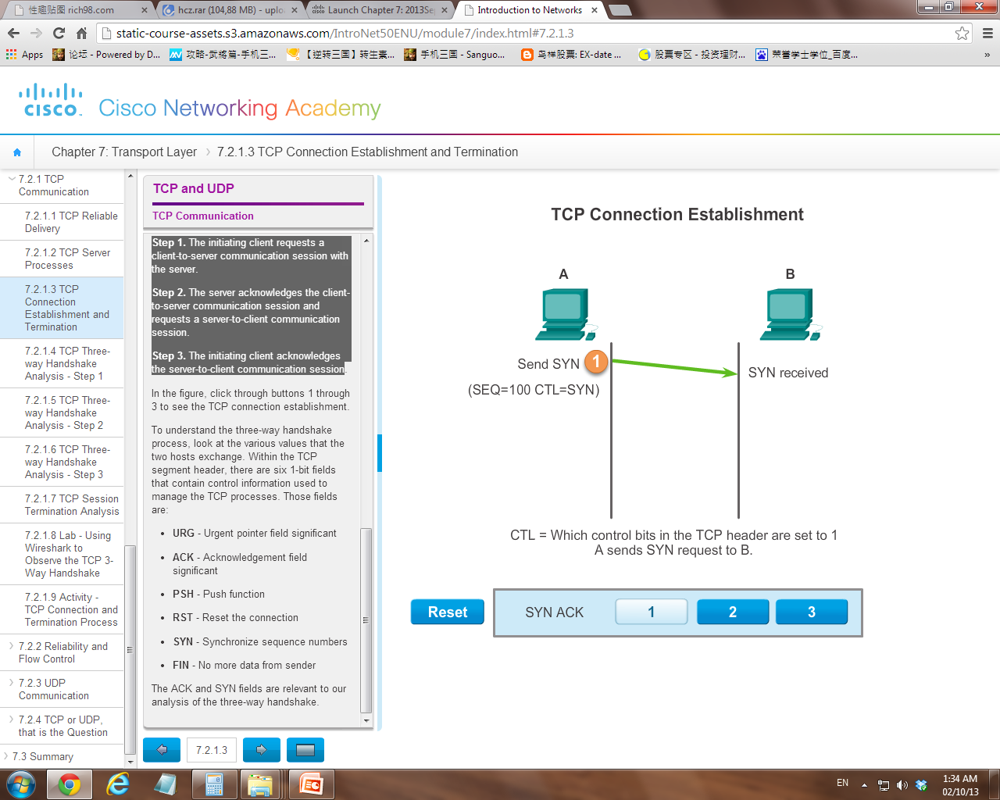 性趣貼图 rich98.com
hcz.rar (104,88 MB) - uploa
Launch Chapter 7: 2013Sep
Introduction to Networks
static-course-assets.s3.amazonaws.com/IntroNet50ENU/module7/index.html#7.2.1.3
Apps
论坛 - Powered by D...
攻略-武將篇-手机三...
【逆转三国】转生素...
手机三国 - Sanguo...
鸟样股票: EX-date ...
股票专区 - 投资理财...
荣誉学士学位_百度...
»
CISCO.
Cisco Networking Academy
Chapter 7: Transport Layer
7.2.1.3 TCP Connection Establishment and Termination
7.2.1 TCP
Communication
7.2.1.1 TCP Reliable
Delivery
7.2.1.2 TCP Server
Processes
7.2.1.3 TCP
Connection
Establishment and
Termination
7.2.1.4 TCP Three-
way Handshake
Analysis - Step 1
7.2.1.5 TCP Three-
way Handshake
Analysis - Step 2
7.2.1.6 TCP Three-
way Handshake
Analysis - Step 3
7.2.1.7 TCP Session
Termination Analysis
7.2.1.8 Lab - Using
Wireshark to
Observe the TCP 3-
Way Handshake
7.2.1.9 Activity -
TCP Connection and
Termination Process
7.2.2 Reliability and
Flow Control
7.2.3 UDP
Communication
7.2.4 TCP or UDP,
that is the Question
7.3 Summary
TCP and UDP
TCP Communication
Step 1. The initiating client requests a
client-to-server communication session with
the server.
Step 2. The server acknowledges the client-
to-server communication session and
requests a server-to-client communication
session.
Step 3. The initiating client acknowledges
the server-to-client communication session.
In the figure, click through buttons 1 through
3 to see the TCP connection establishment.
To understand the three-way handshake
process, look at the various values that the
two hosts exchange. Within the TCP
segment header, there are six 1-bit fields
that contain control information used to
manage the TCP processes. Those fields
are:
• URG - Urgent pointer field significant
• ACK - Acknowledgement field
significant
• PSH - Push function
• RST - Reset the connection
• SYN - Synchronize sequence numbers
• FIN - No more data from sender
The ACK and SYN fields are relevant to our
analysis of the three-way handshake.
7.2.1.3
TCP Connection Establishment
A
B
Send SYN
1
SYN received
(SEQ=100 CTL=SYN)
CTL = Which control bits in the TCP header are set to 1
A sends SYN request to B.
Reset
SYN ACK
1
2
3
EN
1:34 AM
02/10/13